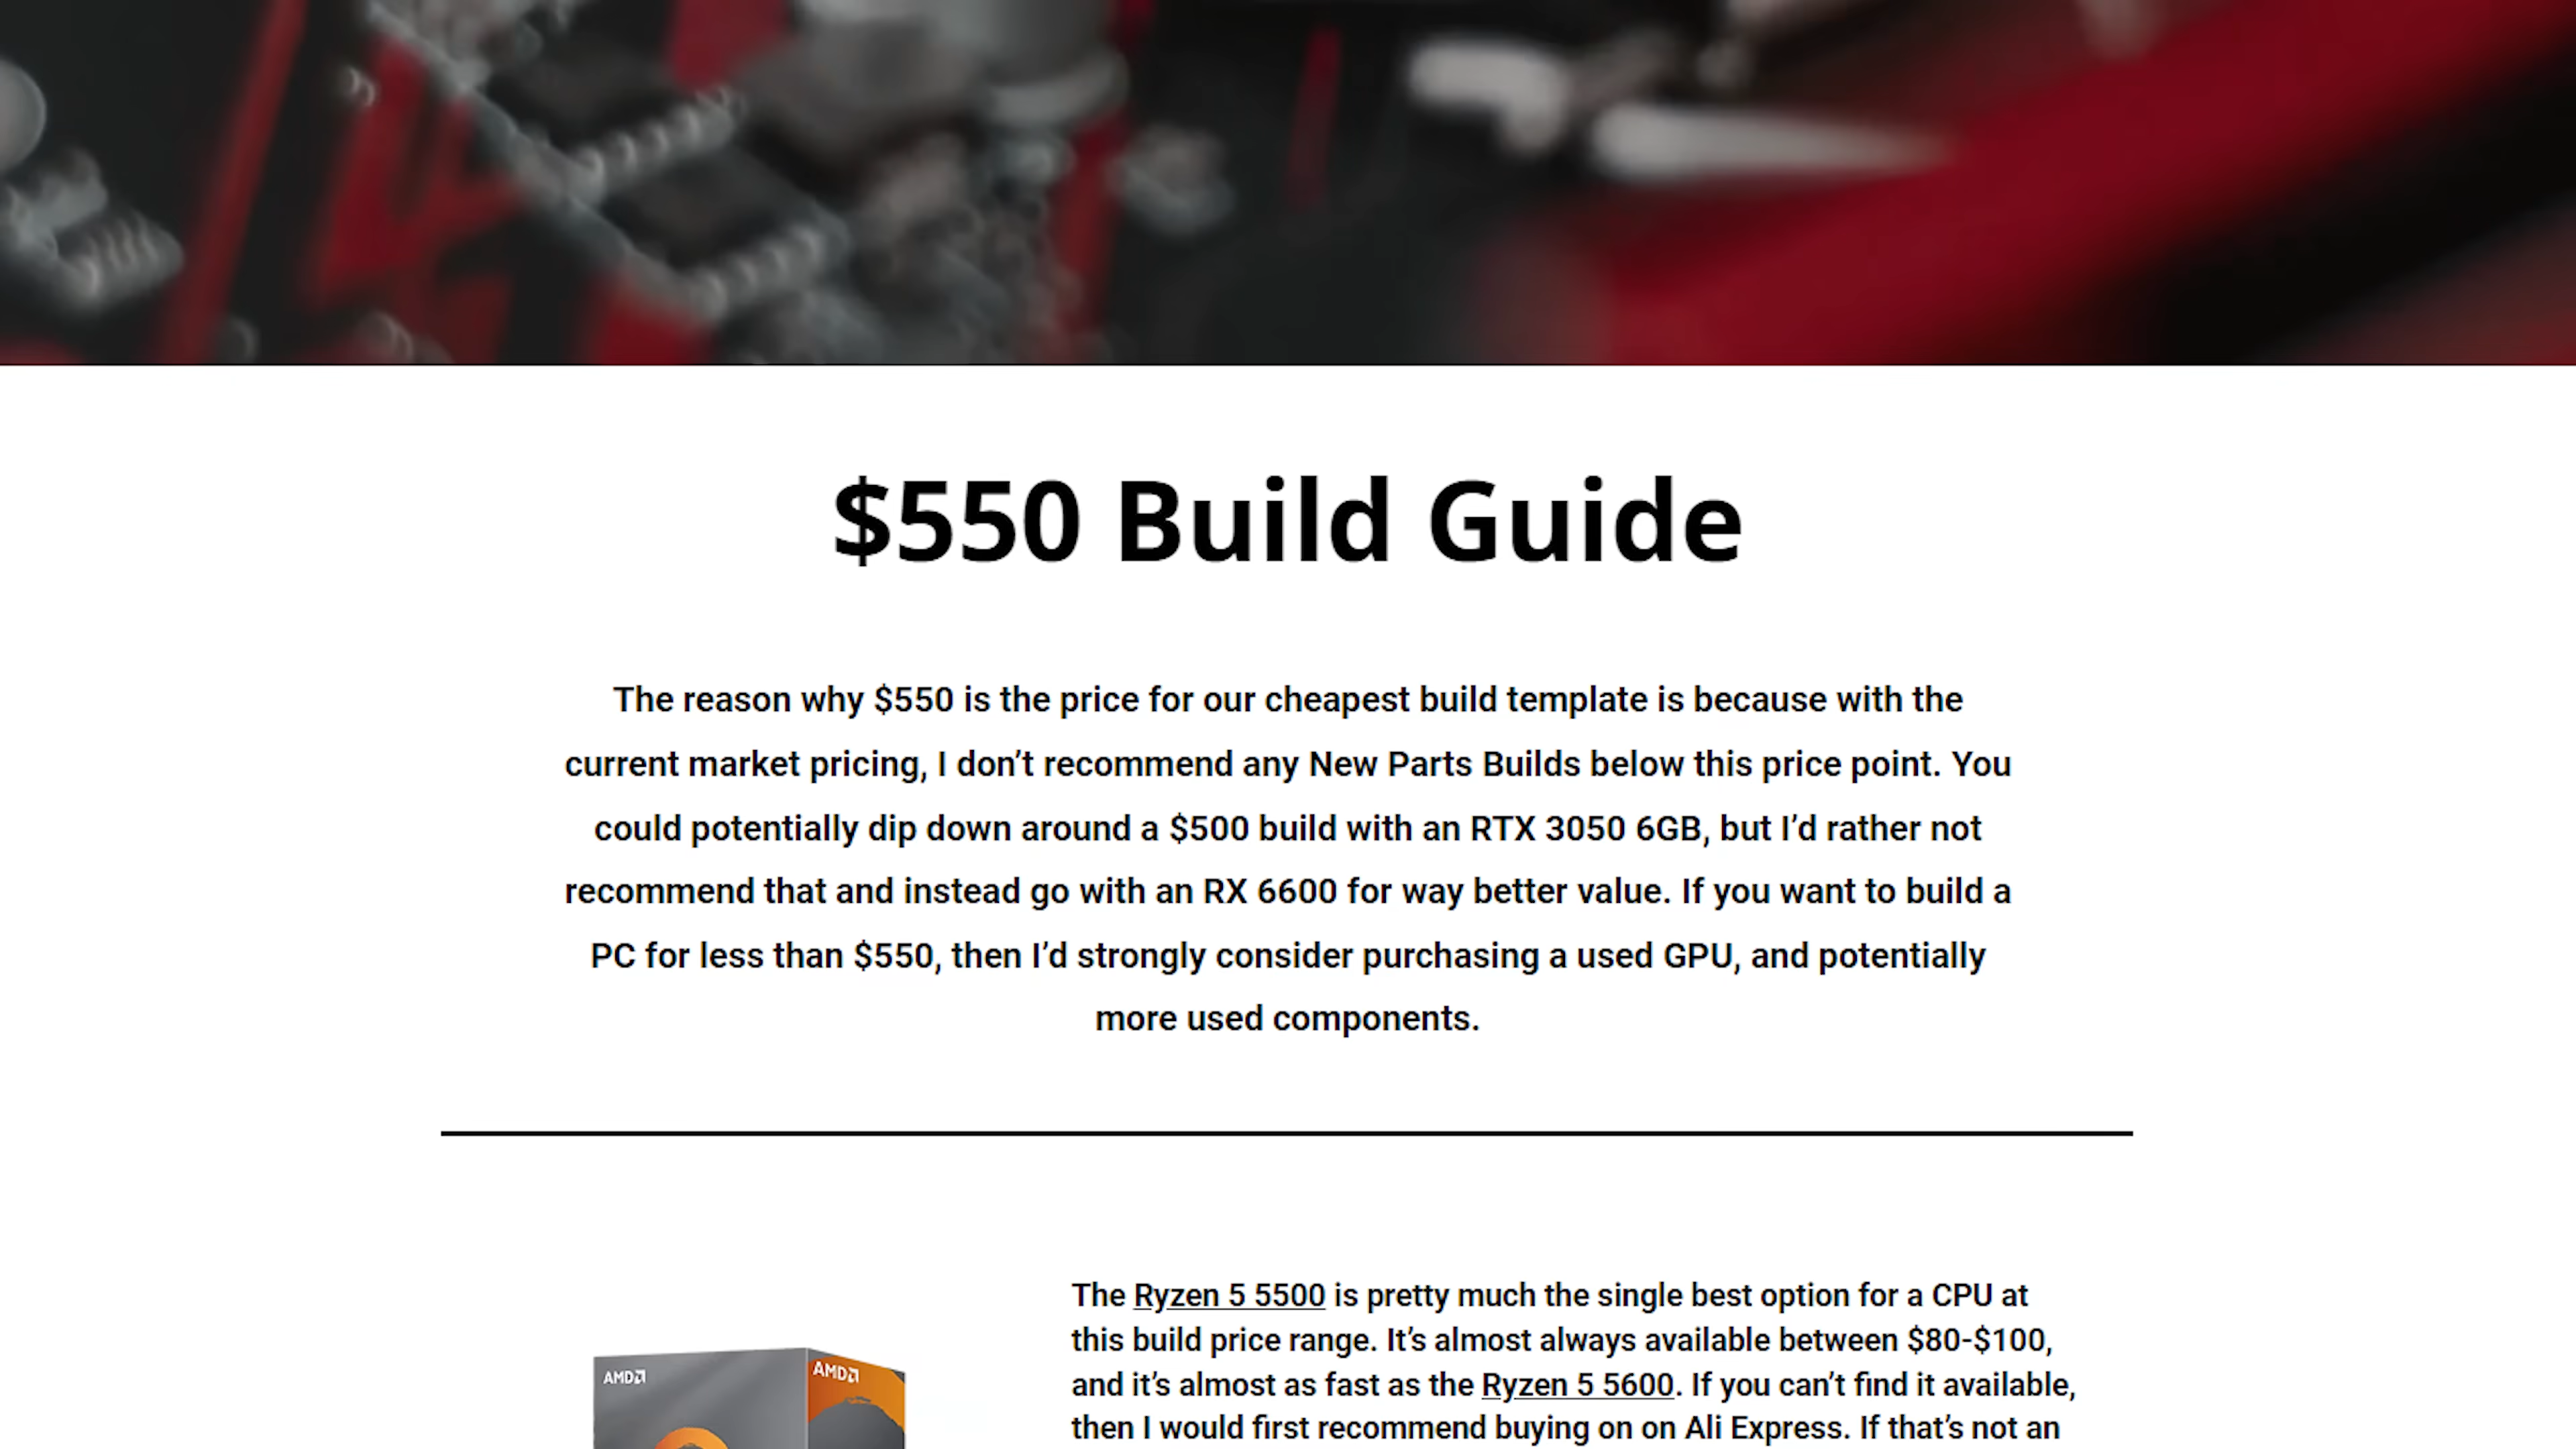 $550 Build Guide
The reason why $550 is the price for our cheapest build template is because with the
current market pricing, I don’t recommend any New Parts Builds below this price point. You
could potentially dip down around a $500 build with an RTX 3050 6GB, but I’d rather not
recommend that and instead go with an RX 6600 for way better value. If you want to build a
PC for less than $550, then I’d strongly consider purchasing a used GPU, and potentially
more used components.
The Ryzen 5 5500 is pretty much the single best option for a CPU at
this build price range. It’s almost always available between $80-$100,
and it’s almost as fast as the Ryzen 5 5600. If you can’t find it available,
then I would first recommend buying on on Ali Express. If that’s not an
AMD
AMD